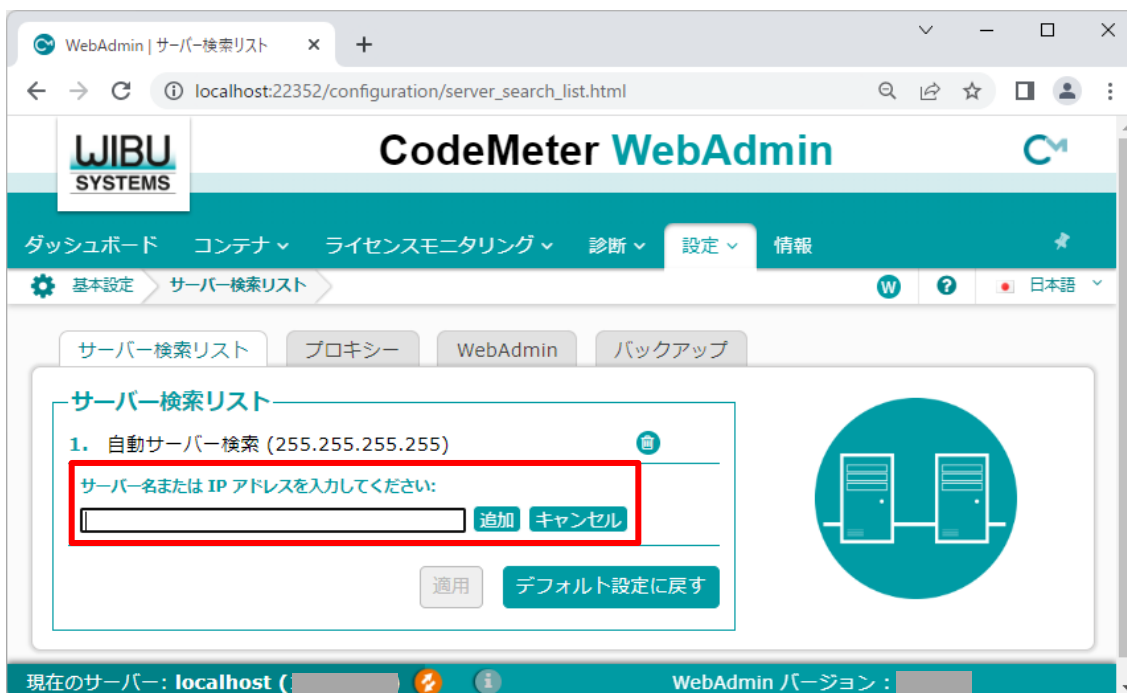 WebAdmin | サーバー検索リスト
localhost:22352/configuration/server_search_list.html
WIBU
SYSTEMS
CodeMeter WebAdmin
ダッシュボード コンテナ ライセンスモニタリング 診断 設定 情報
基本設定 サーバー検索リスト W ? 日本語
サーバー検索リスト プロキシー WebAdmin バックアップ
サーバー検索リスト
1. 自動サーバー検索 (255.255.255.255)
サーバー名または IP アドレスを入力してください:
追加 キャンセル
適用 デフォルト設定に戻す
現在のサーバー: localhost ( ) WebAdmin バージョン :